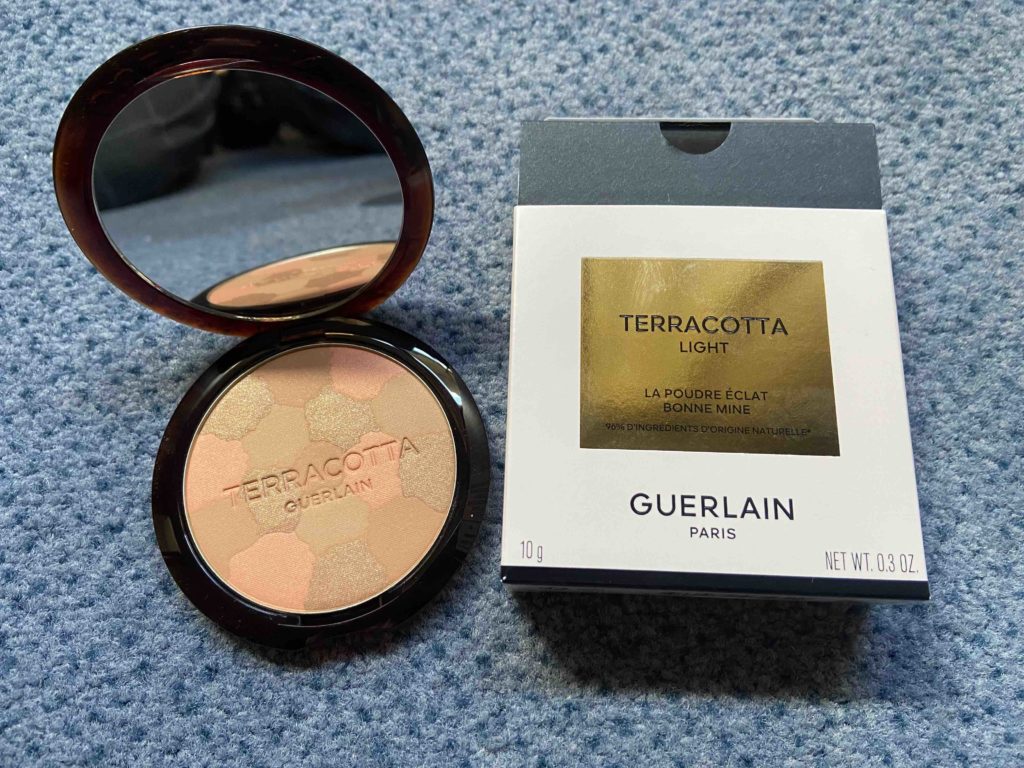 TERRACOTTA
GUERLAIN
TERRACOTTA
LIGHT
LA POUDRE ÉCLAT
BONNE MINE
96% D'INGRÉDIENTS D'ORIGINE NATURELLE*
GUERLAIN
PARIS
10 g
NET WT. 0.3 OZ.